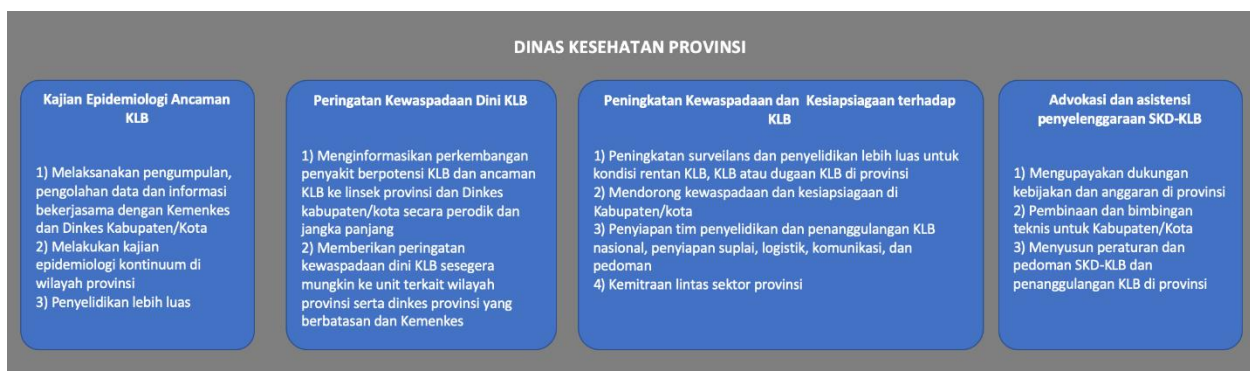 DINAS KESEHATAN PROVINSI
Kajian Epidemiologi Ancaman
KLB
1) Melaksanakan pengumpulan,
pengolahan data dan informasi
bekerjasama dengan Kemenkes
dan Dinkes Kabupaten/Kota
2) Melakukan kajian
epidemiologi kontinuum di
wilayah provinsi
3) Penyelidikan lebih luas
Peringatan Kewaspadaan Dini KLB
1) Menginformasikan perkembangan
penyakit berpotensi KLB dan ancaman
KLB ke linsek provinsi dan Dinkes
kabupaten/kota secara perodik dan
jangka panjang
2) Memberikan peringatan
kewaspadaan dini KLB sesegera
mungkin ke unit terkait wilayah
provinsi serta dinkes provinsi yang
berbatasan dan Kemenkes
Peningkatan Kewaspadaan dan Kesiapsiagaan terhadap
KLB
1) Peningkatan surveilans dan penyelidikan lebih luas untuk
kondisi rentan KLB, KLB atau dugaan KLB di provinsi
2) Mendorong kewaspadaan dan kesiapsiagaan di
Kabupaten/kota
3) Penyiapan tim penyelidikan dan penanggulangan KLB
nasional, penyiapan suplai, logistik, komunikasi, dan
pedoman
4) Kemitraan lintas sektor provinsi
Advokasi dan asistensi
penyelenggaraan SKD-KLB
1) Mengupayakan dukungan
kebijakan dan anggaran di provinsi
2) Pembinaan dan bimbingan
teknis untuk Kabupaten/Kota
3) Menyusun peraturan dan
pedoman SKD-KLB dan
penanggulangan KLB di provinsi